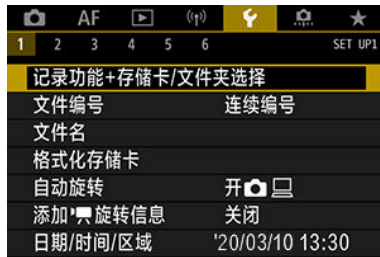 AF
1 2 3 4 5 6 SET UP1
记录功能+存储卡/文件夹选择
文件编号 连续编号
文件名
格式化存储卡
自动旋转 开
添加旋转信息 关闭
日期/时间/区域 '20/03/10 13:30